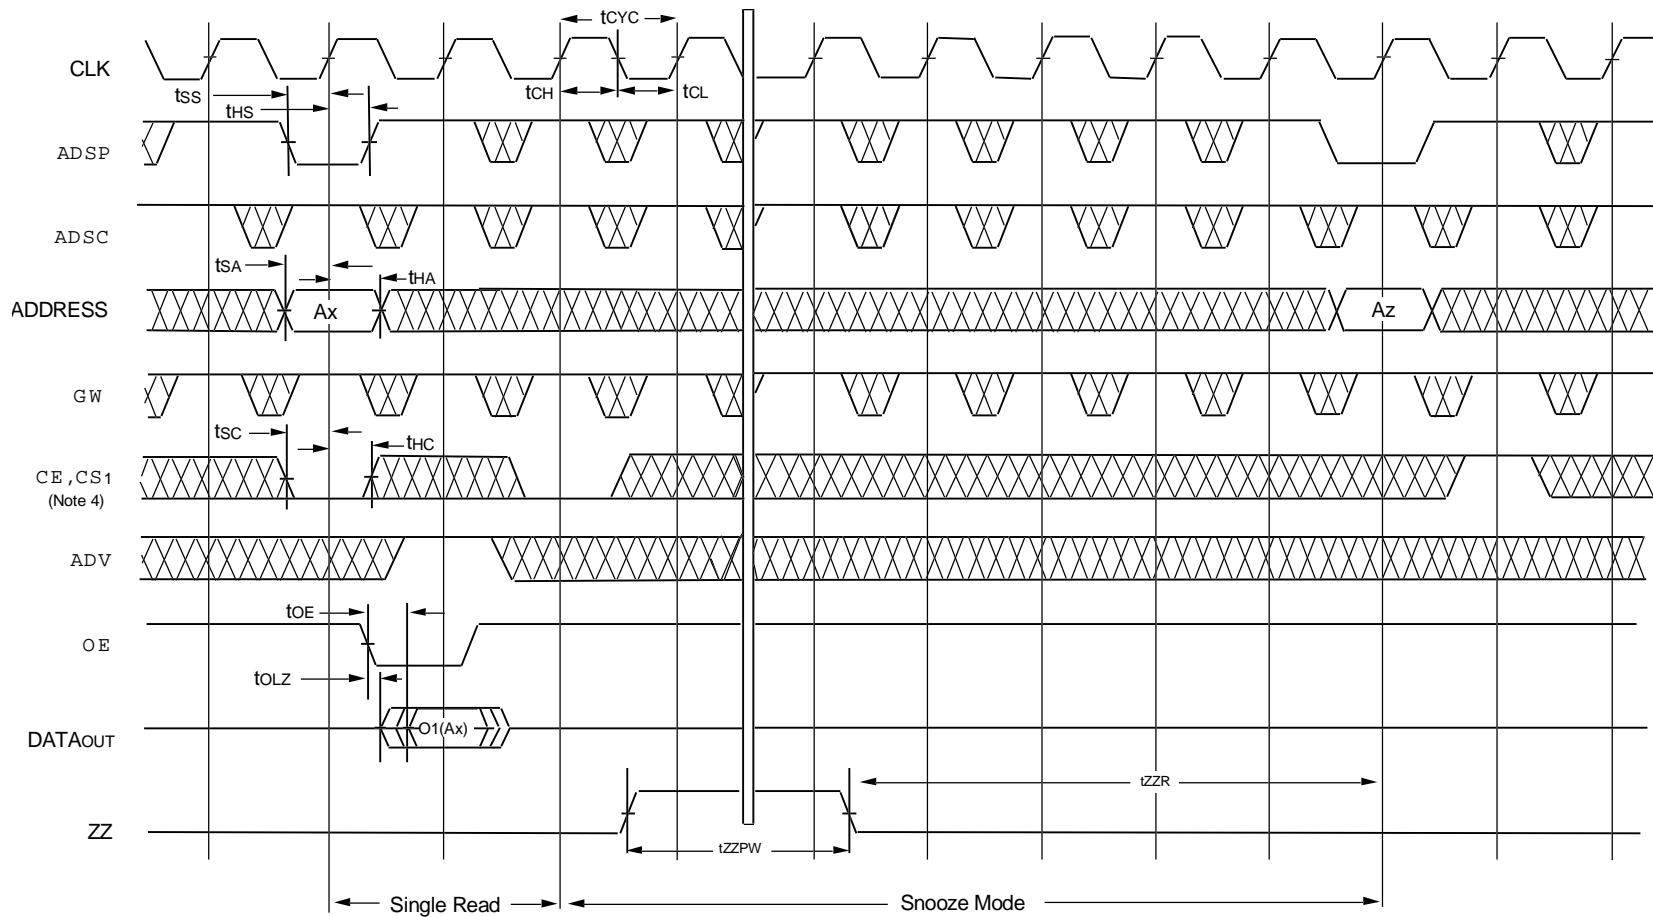 tCYC
CLK
tSS
tCH
tCL
tHS
ADSP
ADSC
tSA
tHA
ADDRESS
Ax
Az
GW
tSC
tHC
CE,CS1
(Note 4)
ADV
tOE
OE
tOLZ
O1(Ax)
DATAOUT
tZZR
ZZ
tZZPW
Single Read
Snooze Mode